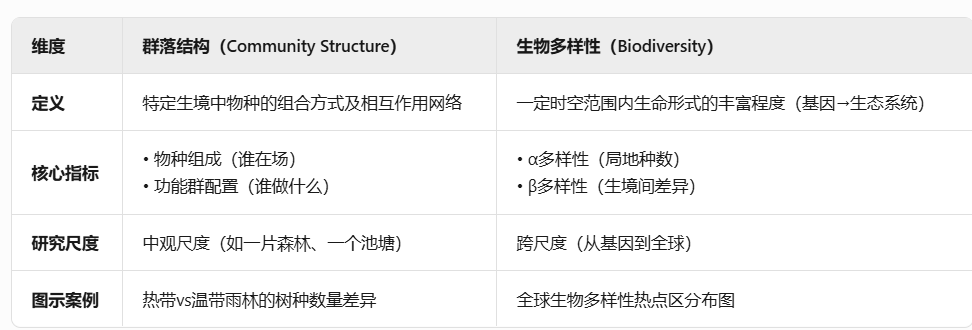 维度 群落结构（Community Structure） 生物多样性（Biodiversity）
定义 特定生境中物种的组合方式及相互作用网络 一定时空范围内生命形式的丰富程度（基因→生态系统）
核心指标
• 物种组成（谁在场）
• 功能群配置（谁做什么）
• α多样性（局地种数）
• β多样性（生境间差异）
研究尺度 中观尺度（如一片森林、一个池塘） 跨尺度（从基因到全球）
图示案例 热带vs温带雨林的树种数量差异 全球生物多样性热点区分布图